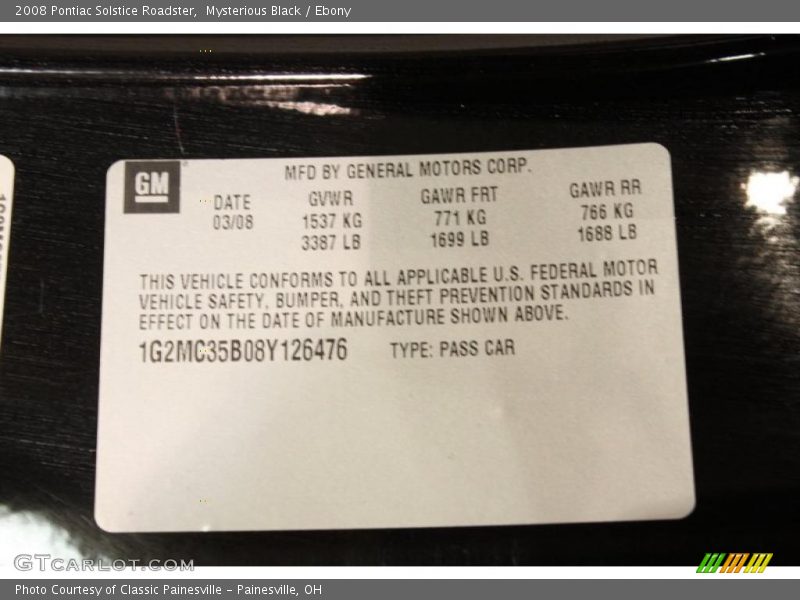 2008 Pontiac Solstice Roadster, Mysterious Black / Ebony
GM
MFD BY GENERAL MOTORS CORP.
DATE GVWR GAWR FRT GAWR RR
03/08 1537 KG 771 KG 766 KG
3387 LB 1699 LB 1688 LB
THIS VEHICLE CONFORMS TO ALL APPLICABLE U.S. FEDERAL MOTOR
VEHICLE SAFETY, BUMPER, AND THEFT PREVENTION STANDARDS IN
EFFECT ON THE DATE OF MANUFACTURE SHOWN ABOVE.
1G2MC35B08Y126476 TYPE: PASS CAR
GTCARLOT.COM
Photo Courtesy of Classic Painesville - Painesville, OH